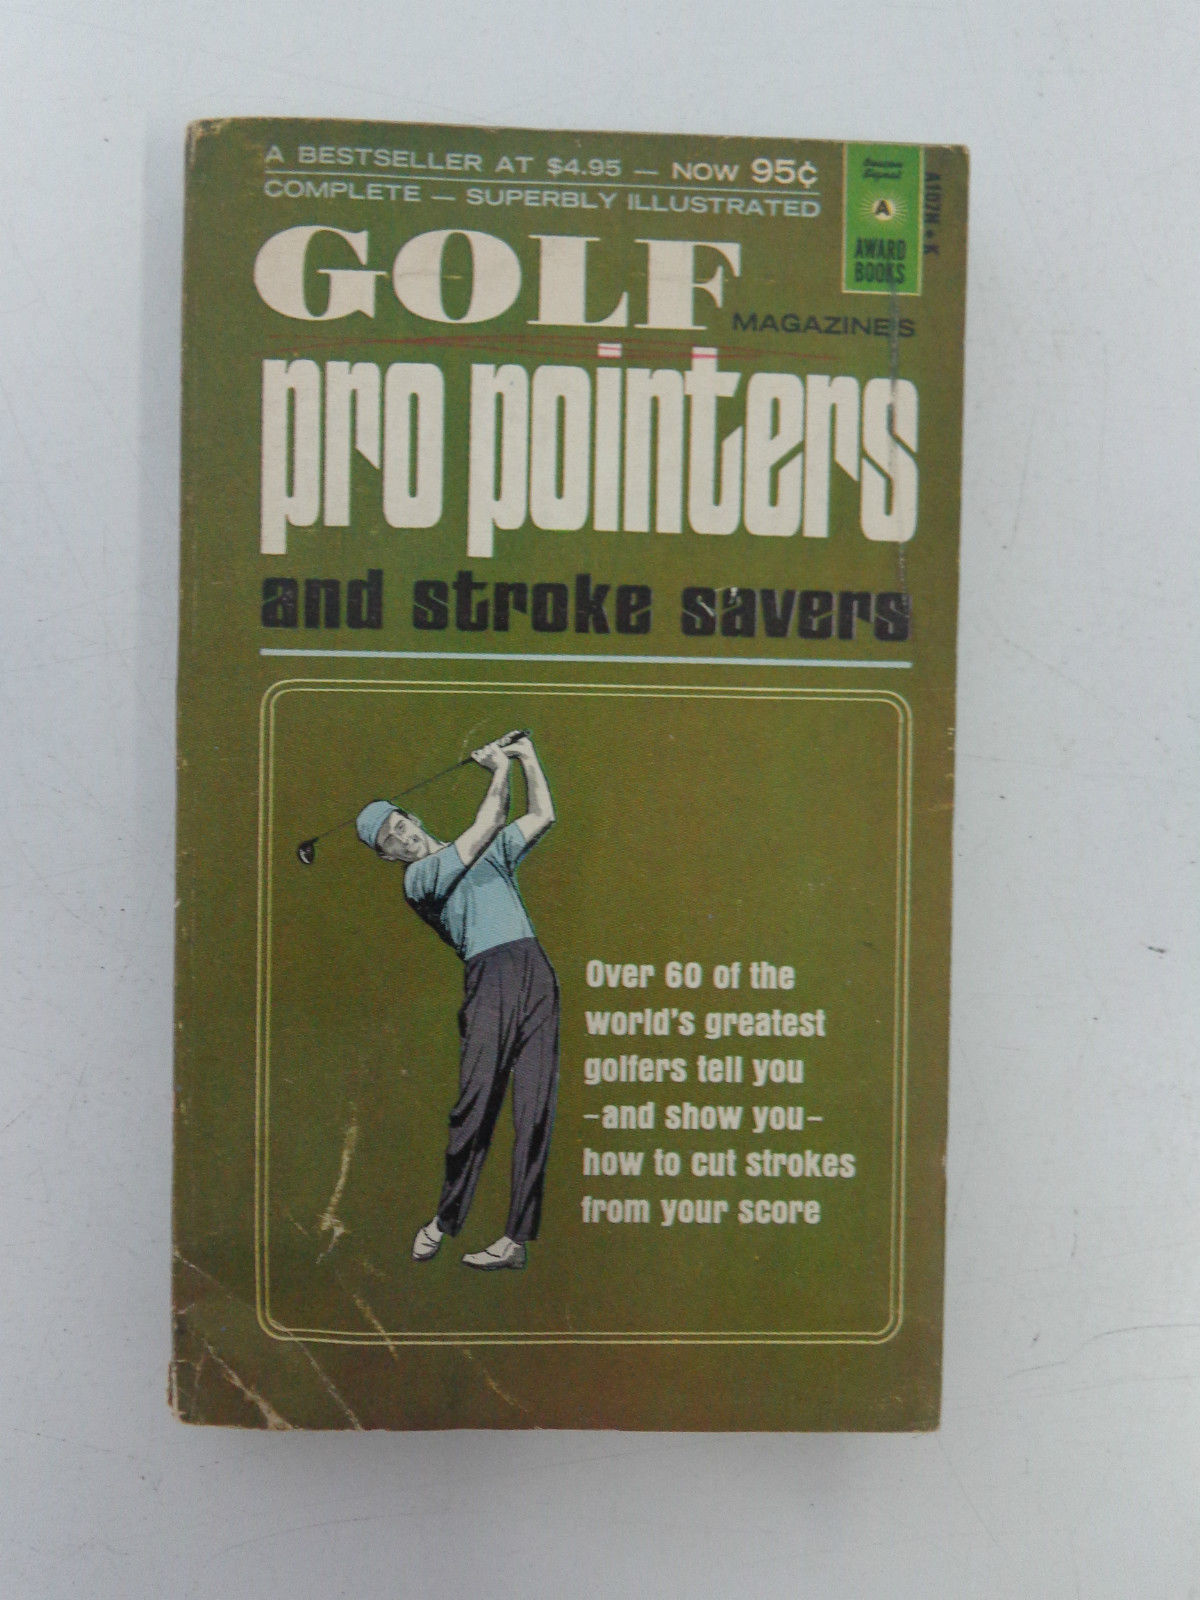 A BESTSELLER AT $4.95 — NOW 95¢
COMPLETE — SUPERBLY ILLUSTRATED
A
AWARD
BOOKS
GOLF
MAGAZINE'S
pro pointers
and stroke savers
Over 60 of the
world's greatest
golfers tell you
–and show you–
how to cut strokes
from your score